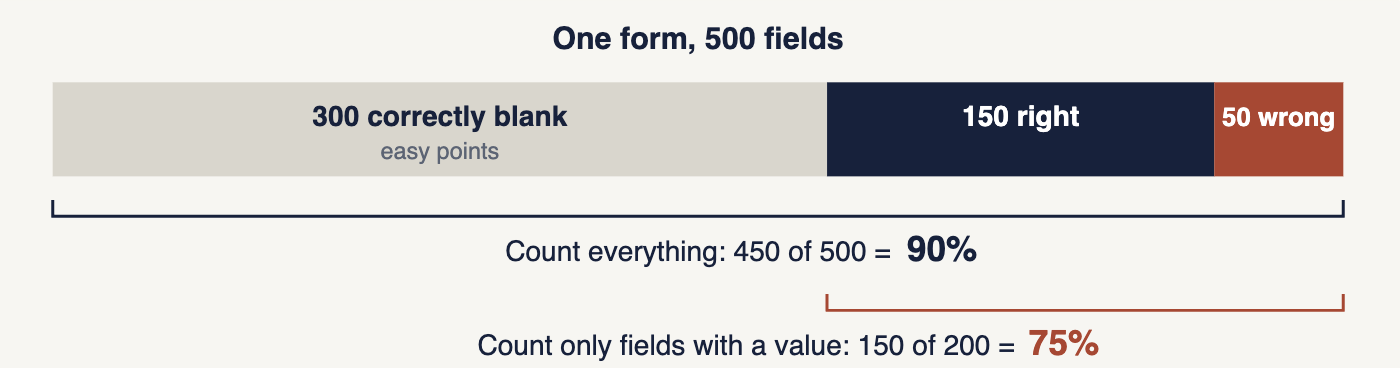 One form, 500 fields
300 correctly blank
easy points
150 right
50 wrong
Count everything: 450 of 500 = 90%
Count only fields with a value: 150 of 200 = 75%